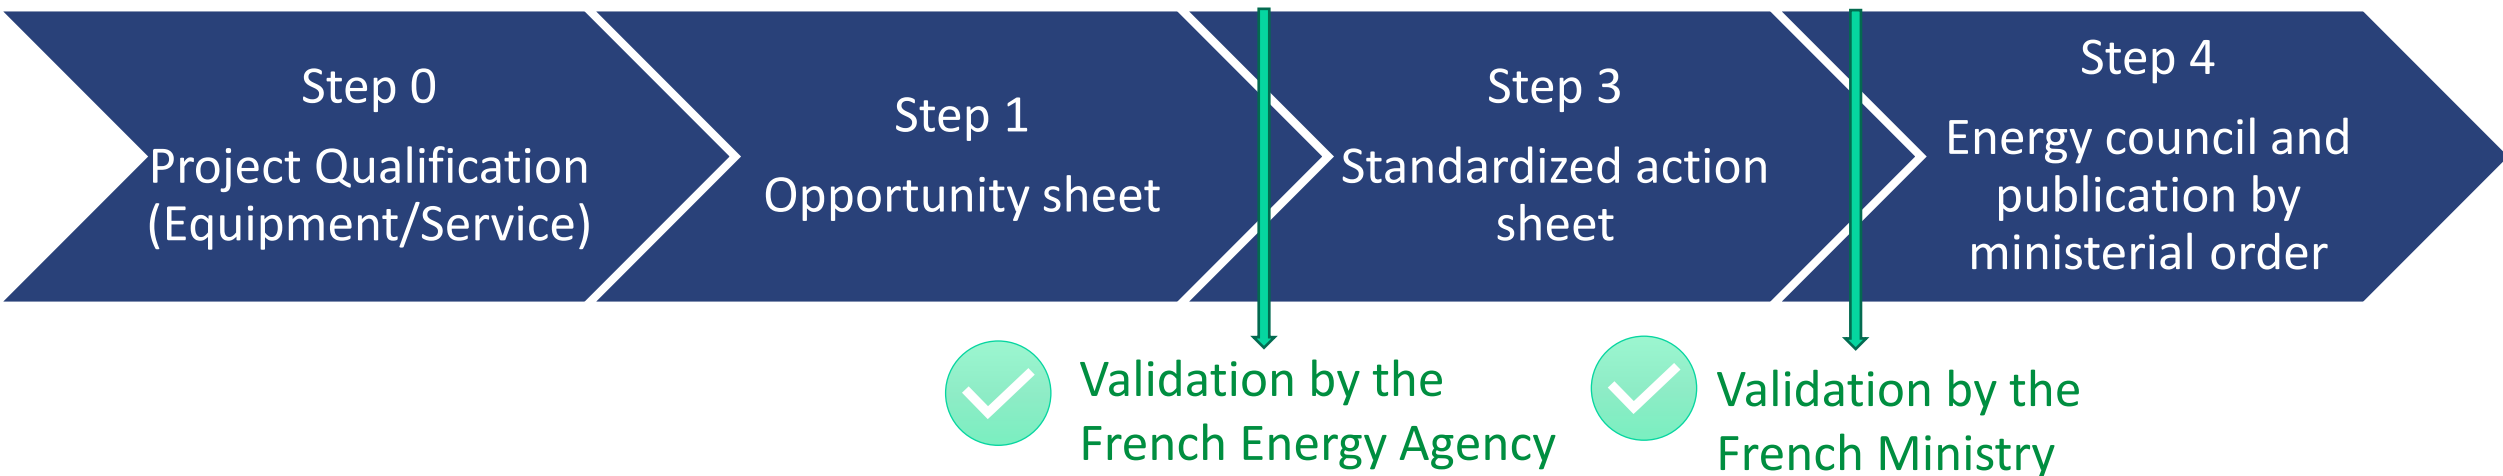 Step 0
Project Qualification
(Equipment/Service)
Step 1
Opportunity sheet
Step 3
Standardized action
sheet
Step 4
Energy council and
publication by
ministerial order
Validation by the
French Energy Agency
Validation by the
French Ministry